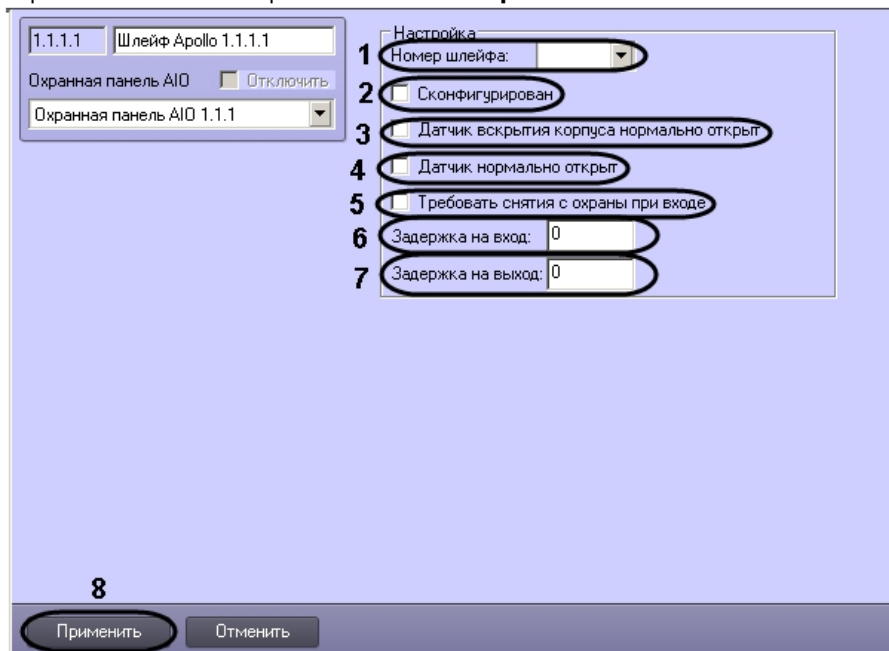 1.1.1.1 Шлейф Apollo 1.1.1.1
Охранная панель AIO Отключить
Охранная панель AIO 1.1.1
Настройка
1 Номер шлейфа:
2 Сконфигурирован
3 Датчик вскрытия корпуса нормально открыт
4 Датчик нормально открыт
5 Требовать снятия с охраны при входе
6 Задержка на вход: 0
7 Задержка на выход: 0
8
Применить Отменить